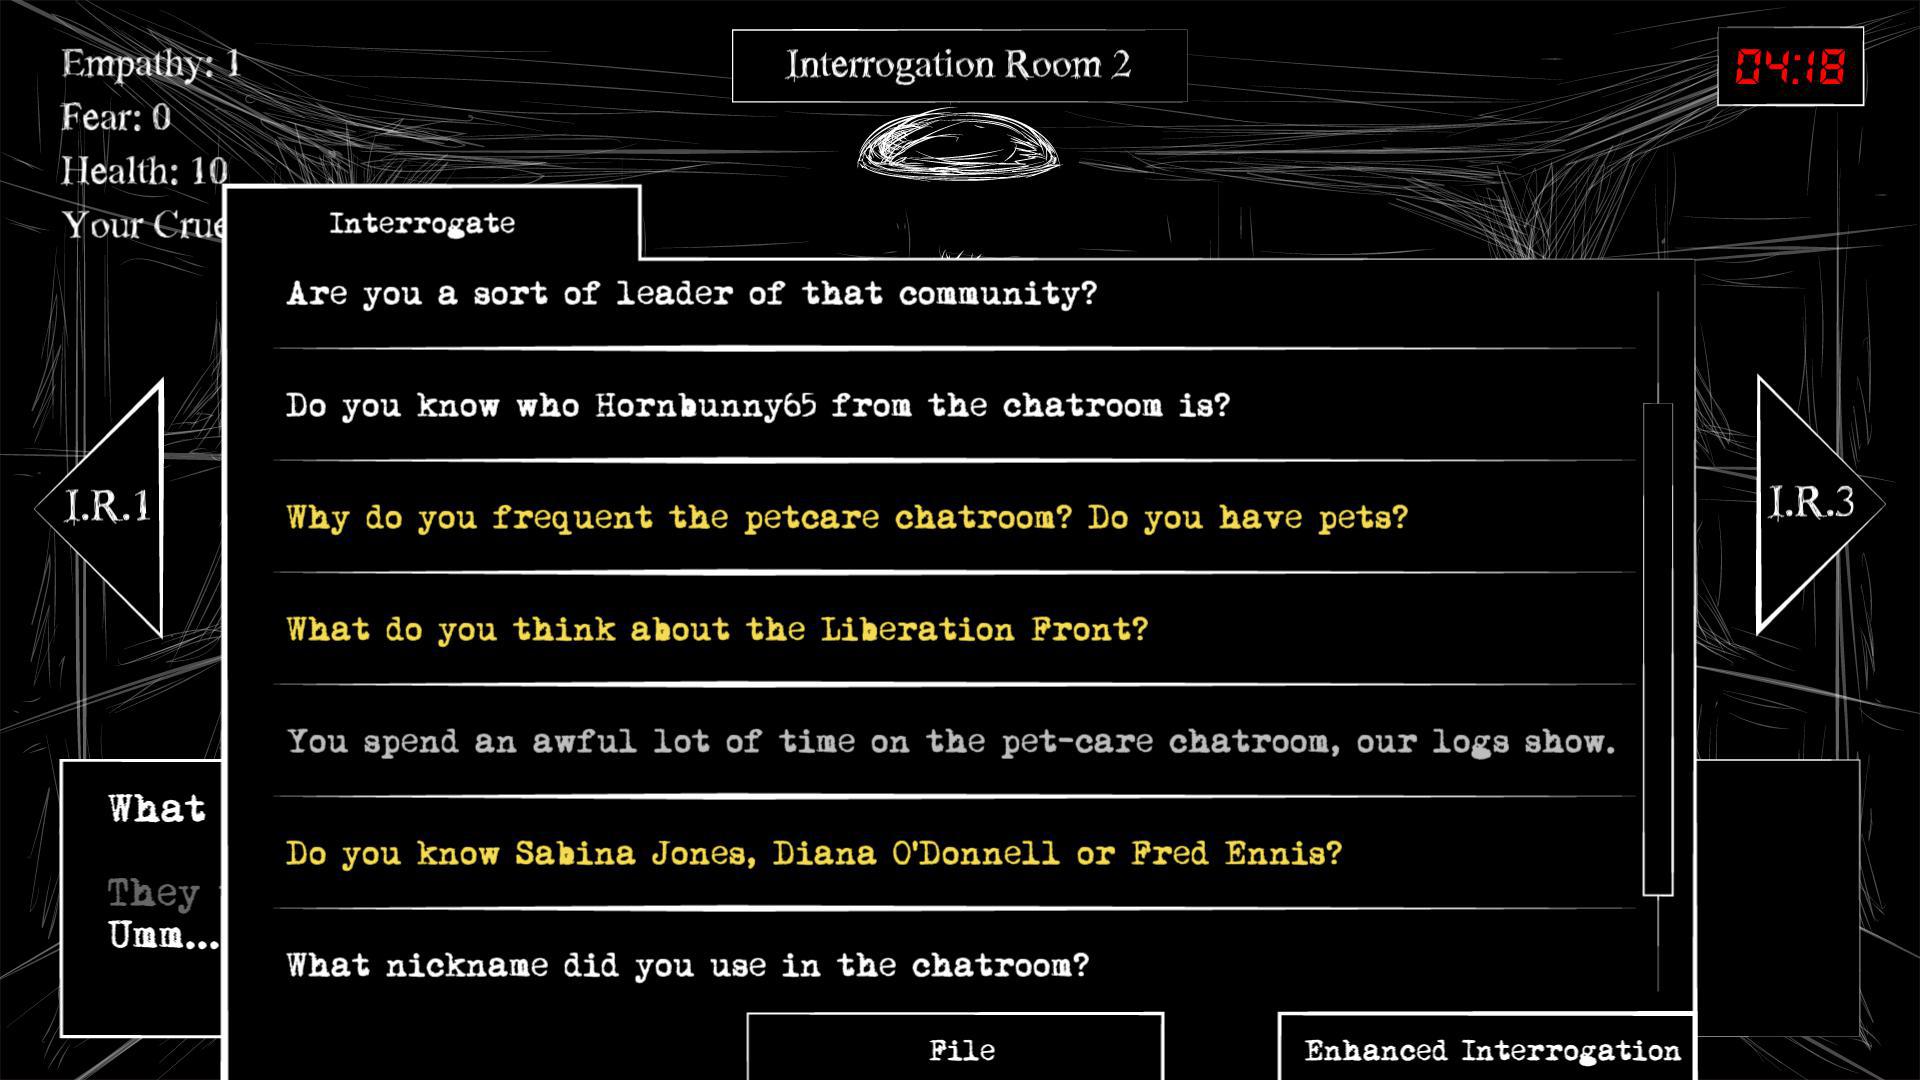 Empathy: 1
Fear: 0
Health: 10
Your Crue
Interrogation Room 2
04:18
Interrogate
Are you a sort of leader of that community?
Do you know who Hornbunny65 from the chatroom is?
Why do you frequent the petcare chatroom? Do you have pets?
What do you think about the Liberation Front?
You spend an awful lot of time on the pet-care chatroom, our logs show.
Do you know Sabina Jones, Diana O'Donnell or Fred Ennis?
What nickname did you use in the chatroom?
I.R.1
I.R.3
What
They
Umm...
File
Enhanced Interrogation